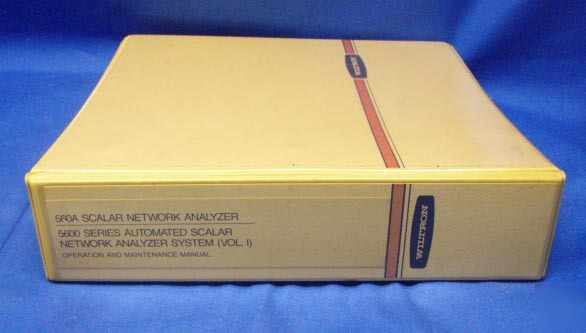 WILTRON
560A SCALAR NETWORK ANALYZER
5600 SERIES AUTOMATED SCALAR
NETWORK ANALYZER SYSTEM (VOL. I)
OPERATION AND MAINTENANCE MANUAL
WILTRON